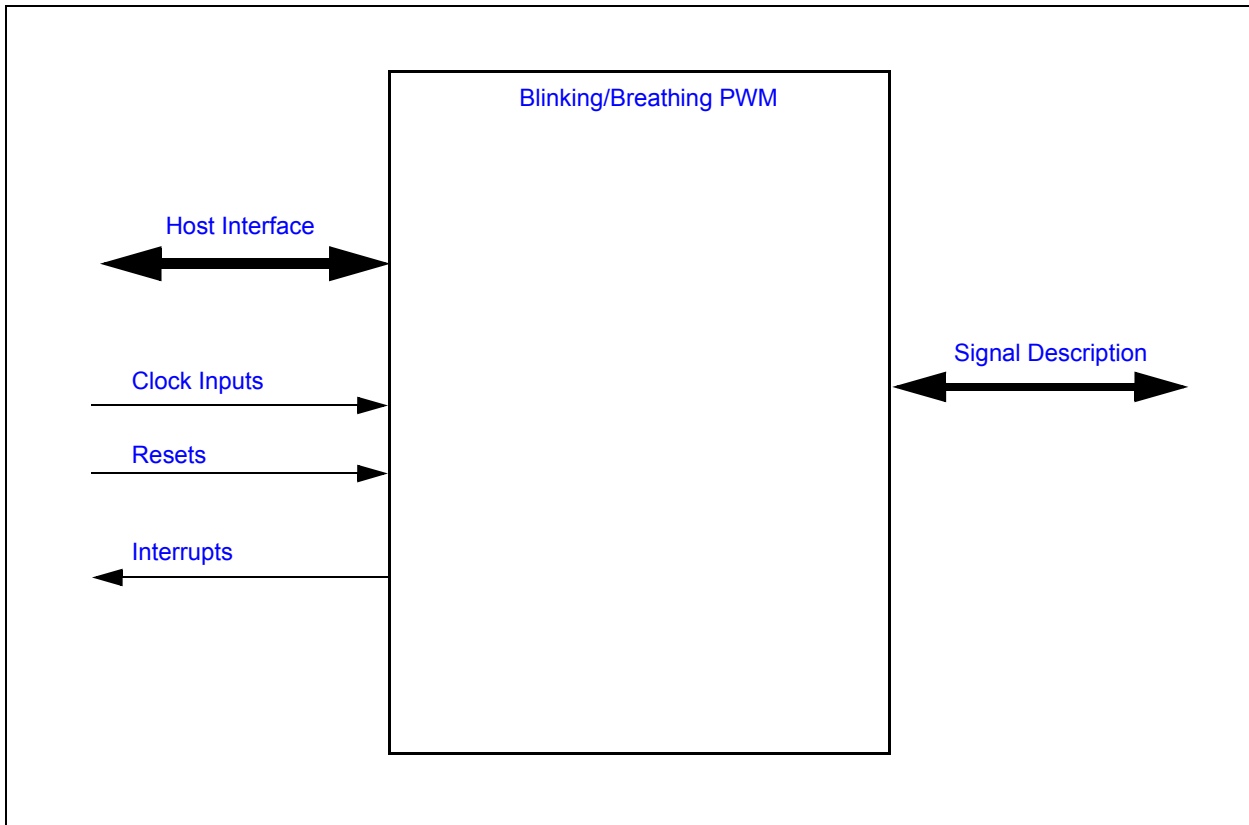 Blinking/Breathing PWM
Host Interface
Signal Description
Clock Inputs
Resets
Interrupts